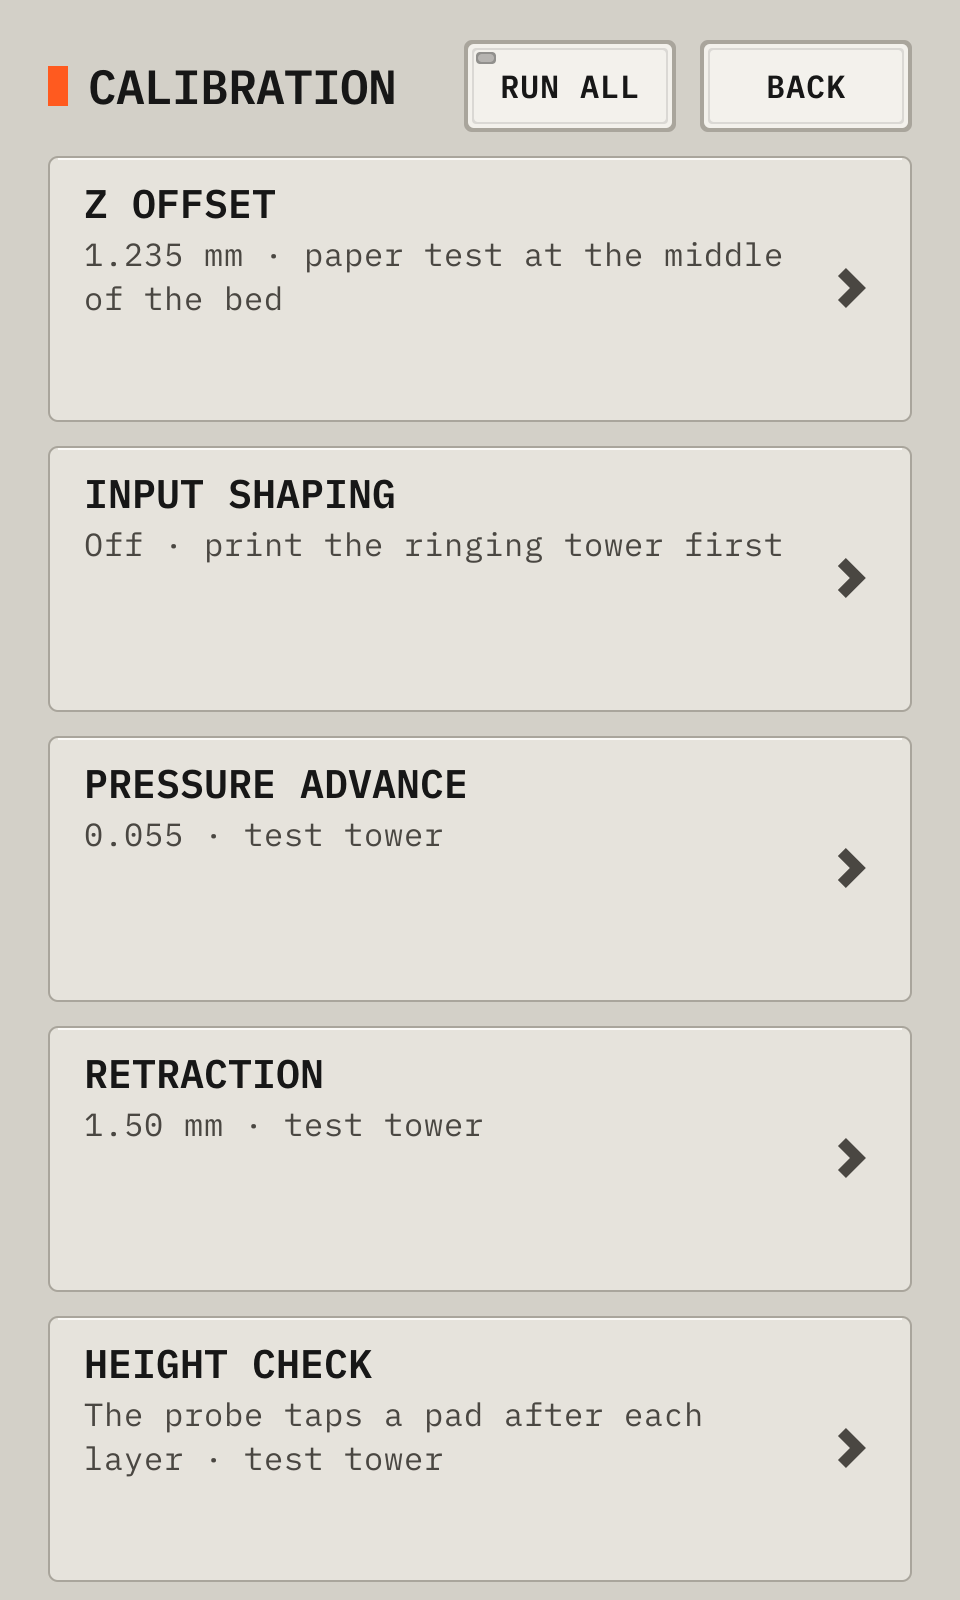 CALIBRATION
RUN ALL
BACK
Z OFFSET
1.235 mm · paper test at the middle
of the bed
INPUT SHAPING
Off · print the ringing tower first
PRESSURE ADVANCE
0.055 · test tower
RETRACTION
1.50 mm · test tower
HEIGHT CHECK
The probe taps a pad after each
layer · test tower